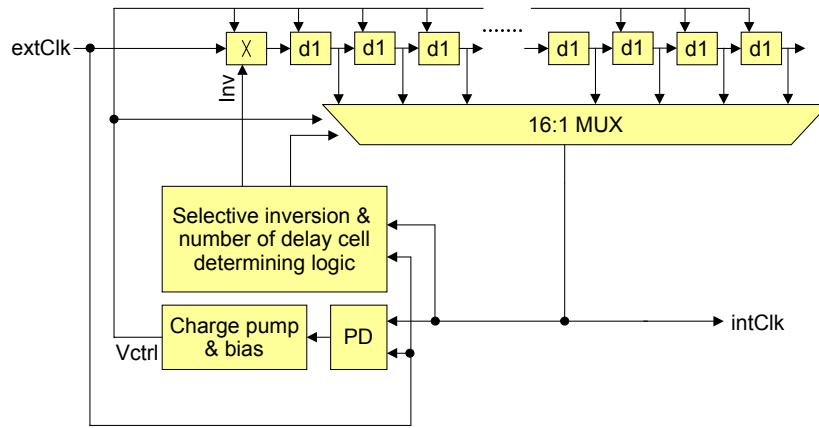 extClk
X
d1
d1
d1
........
d1
d1
d1
d1
Inv
16:1 MUX
Selective inversion &
number of delay cell
determining logic
Charge pump
& bias
PD
intClk
Vctrl